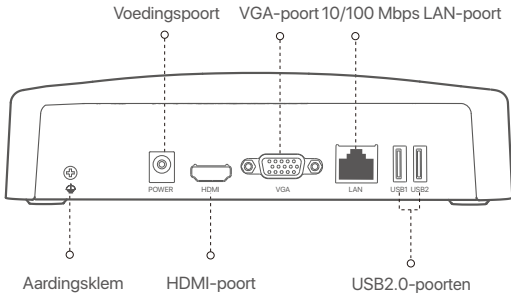 Voedingspoort VGA-poort 10/100 Mbps LAN-poort
POWER HDMI VGA LAN USB1 USB2
Aardingsklem HDMI-poort USB2.0-poorten